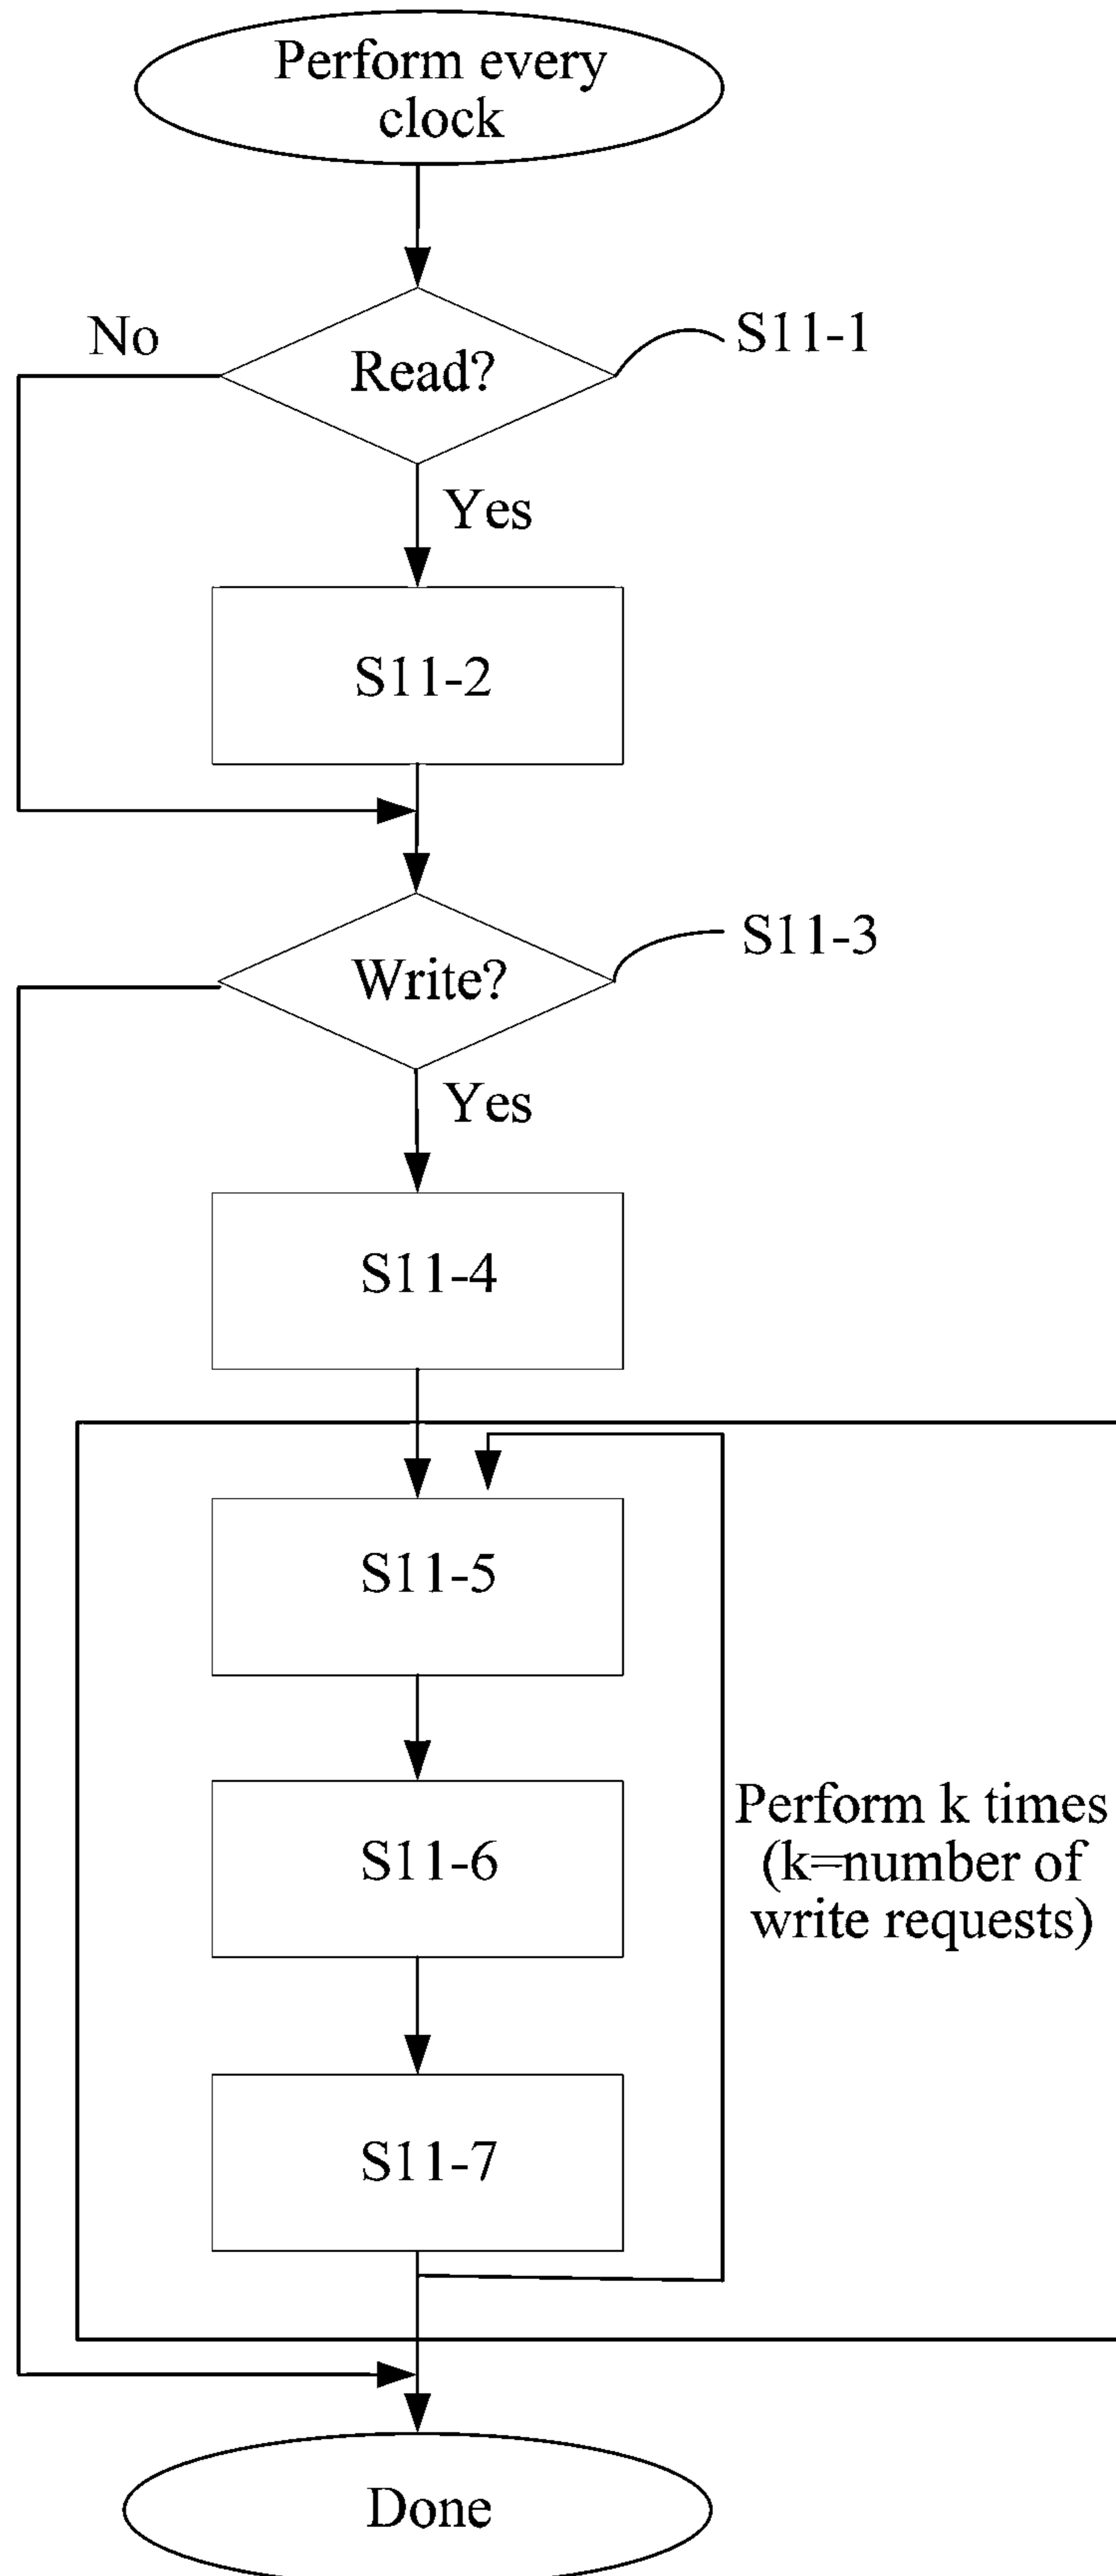 Perform every
clock
No
Read?
S11-1
Yes
S11-2
Write?
S11-3
Yes
S11-4
S11-5
S11-6
Perform k times
(k=number of
write requests)
S11-7
Done